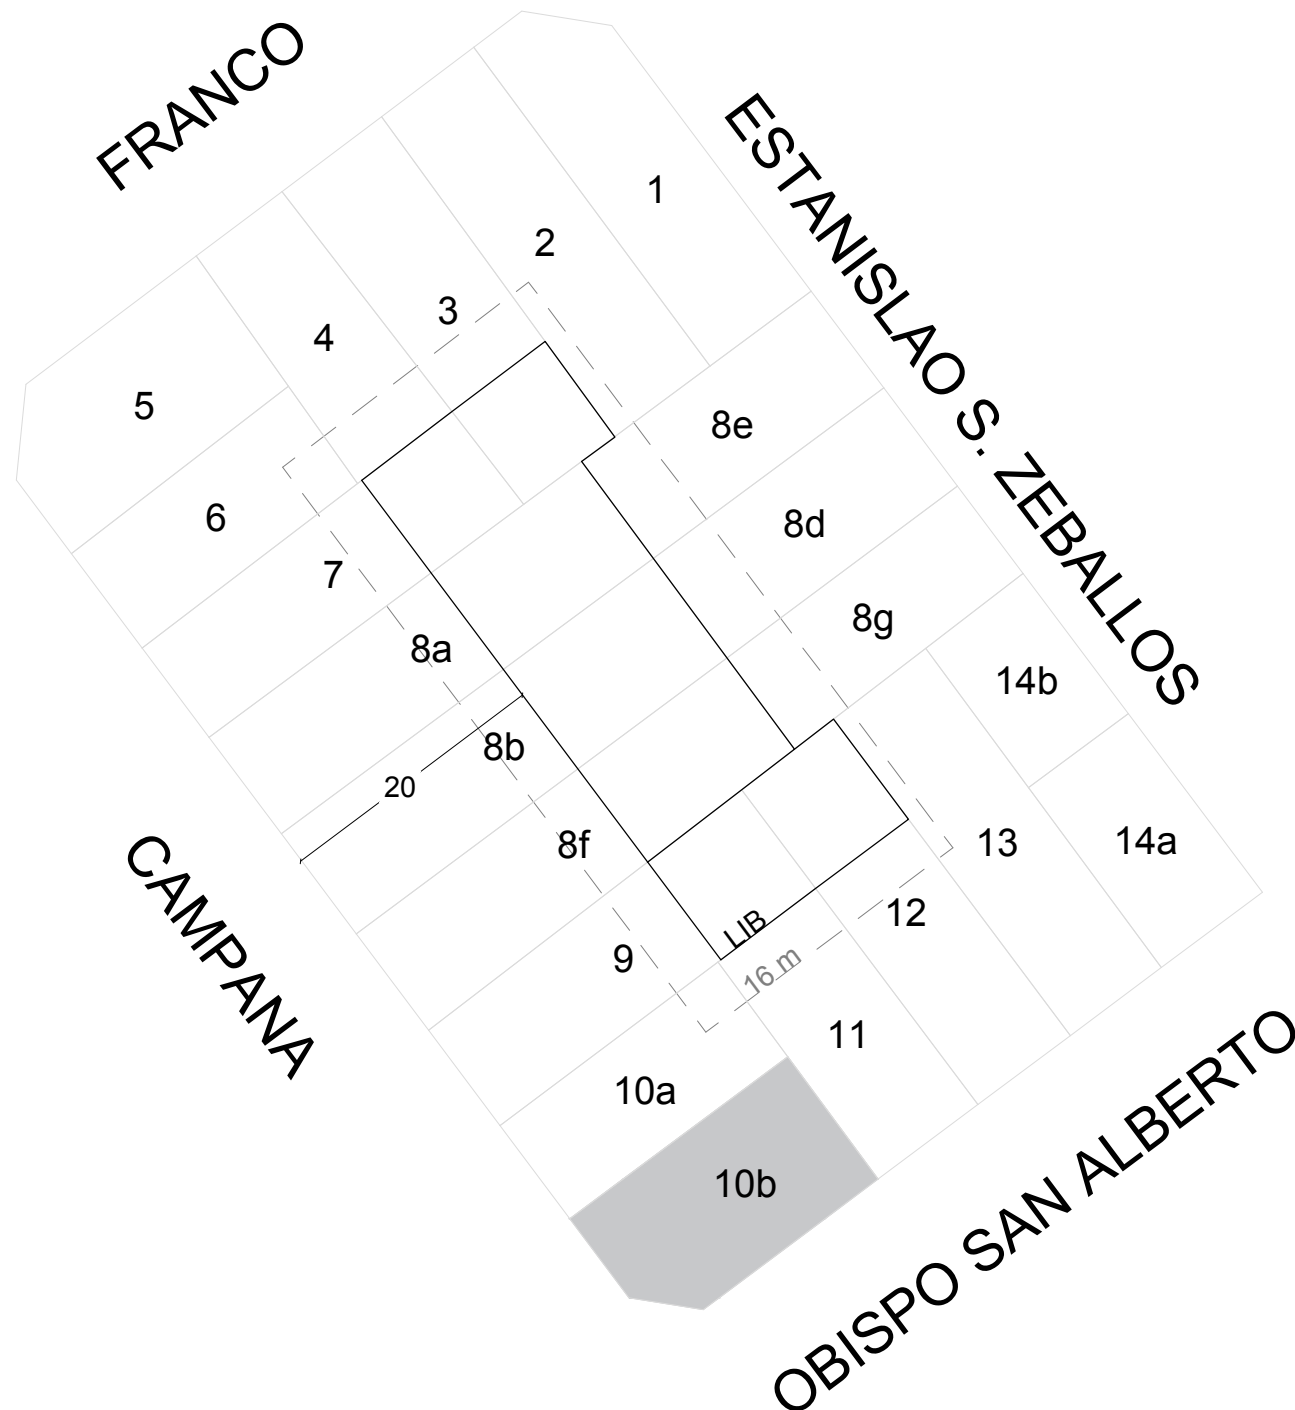 FRANCO
ESTANISLAO S. ZEBALLOS
1
2
3
4
5
6
7
8e
8d
8g
8a
8b
8f
20
14b
14a
13
12
CAMPANA
9
LIB
16 m
11
10a
10b
OBISPO SAN ALBERTO